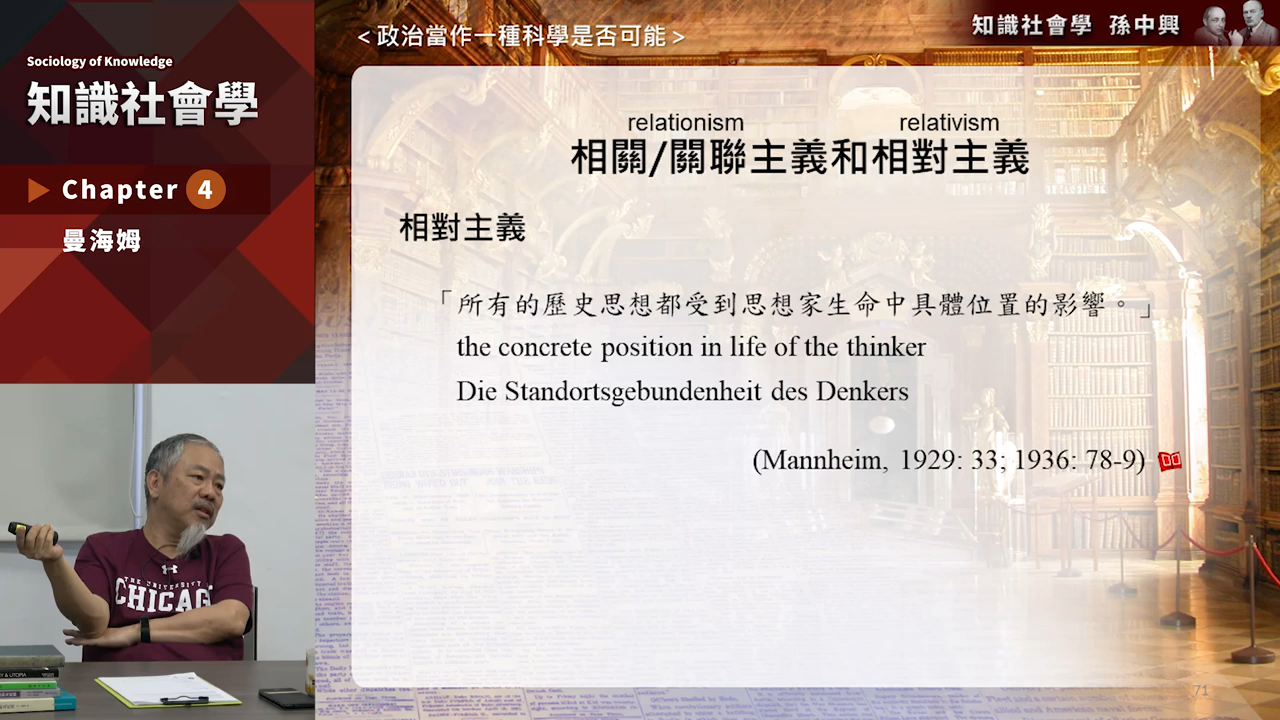 Sociology of Knowledge
知識社會學
Chapter 4
曼海姆
<政治當作一種科學是否可能>
知識社會學 孫中興
relationism relativism
相關/關聯主義和相對主義
相對主義
「所有的歷史思想都受到思想家生命中具體位置的影響。」
the concrete position in life of the thinker
Die Standortsgebundenheit des Denkers
(Mannheim, 1929: 33; 1936: 78-9)
THE UNIVERSITY
CHICAG
UTOPIA
71